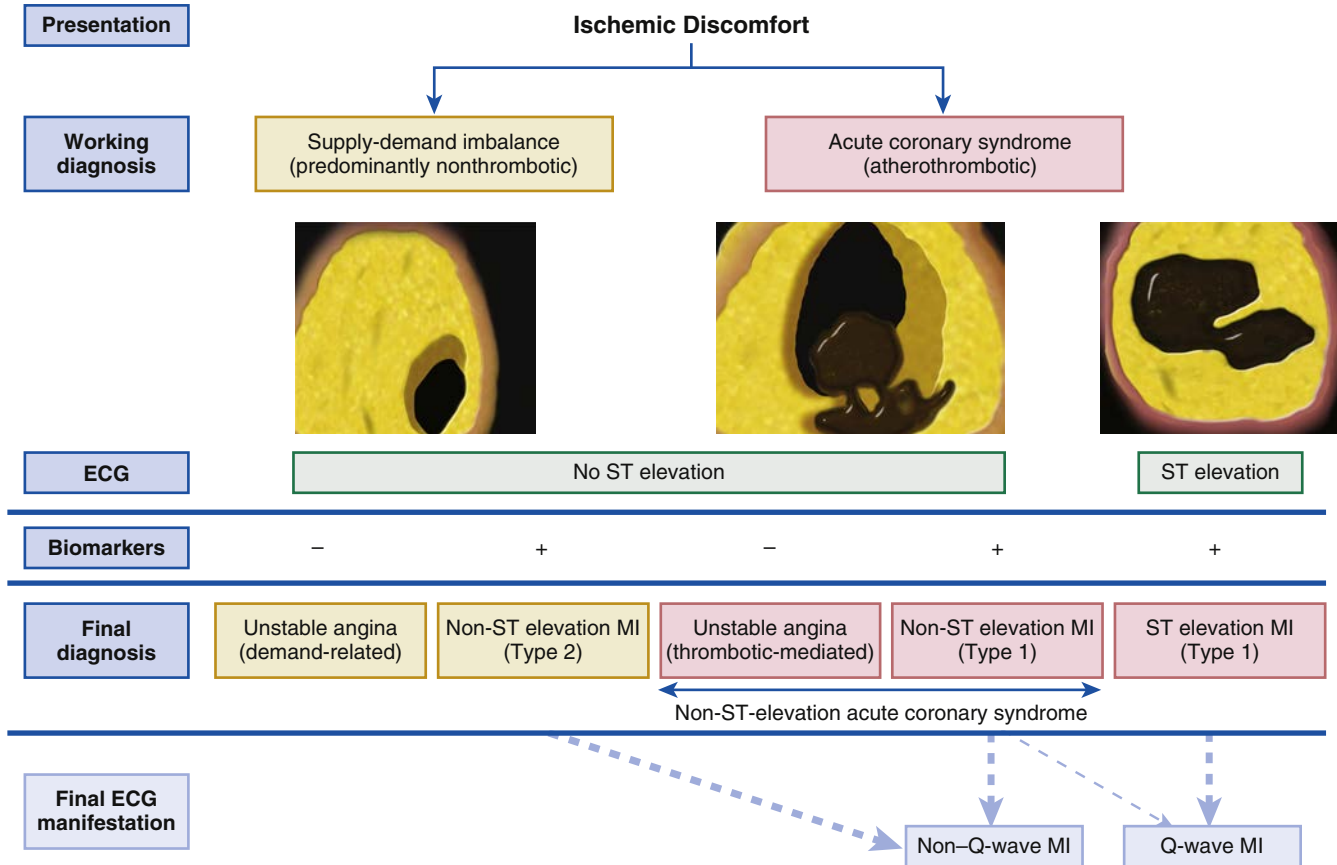 Presentation
Ischemic Discomfort
Working
diagnosis
Supply-demand imbalance
(predominantly nonthrombotic)
Acute coronary syndrome
(atherothrombotic)
ECG
No ST elevation
ST elevation
Biomarkers
– + – + +
Final
diagnosis
Unstable angina
(demand-related)
Non-ST elevation MI
(Type 2)
Unstable angina
(thrombotic-mediated)
Non-ST elevation MI
(Type 1)
ST elevation MI
(Type 1)
Non-ST-elevation acute coronary syndrome
Final ECG
manifestation
Non–Q-wave MI
Q-wave MI